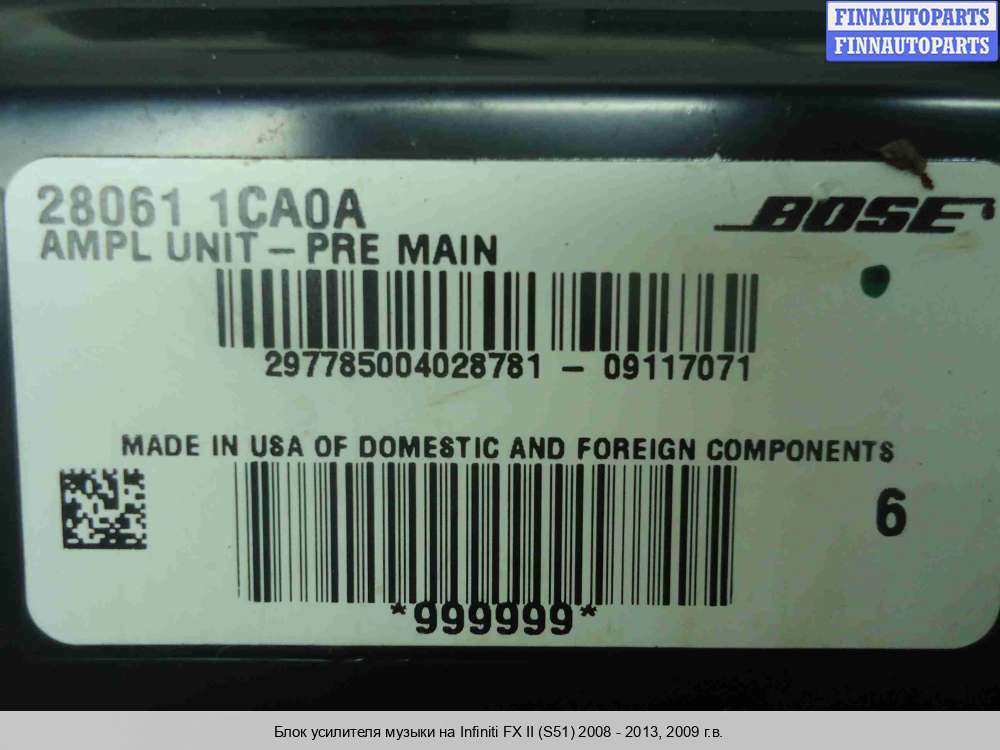 FINNAUTOPARTS
FINNAUTOPARTS
28061 1CA0A
BOSE
AMPL UNIT – PRE MAIN
297785004028781 – 09117071
MADE IN USA OF DOMESTIC AND FOREIGN COMPONENTS
6
*999999*
Блок усилителя музыки на Infiniti FX II (S51) 2008 - 2013, 2009 г.в.